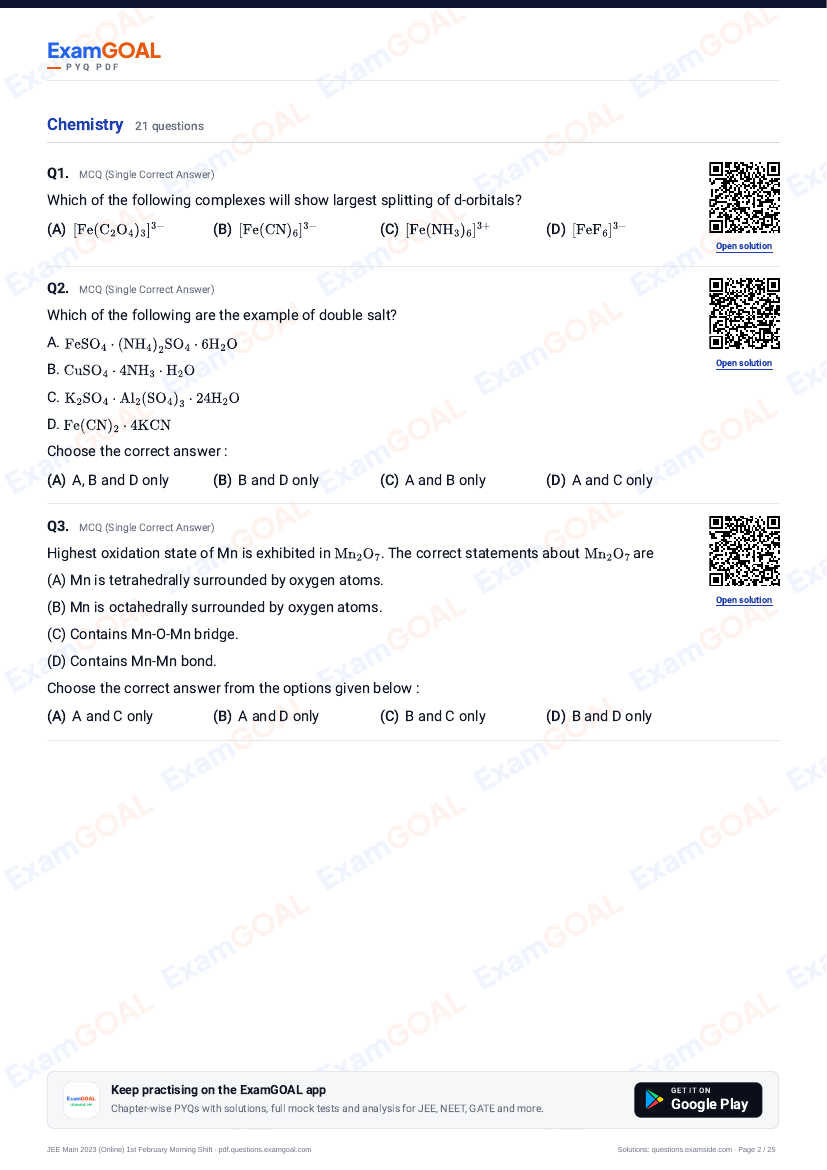 ExamGOAL
PYQ PDF
Chemistry 21 questions
Q1. MCQ (Single Correct Answer)
Which of the following complexes will show largest splitting of d-orbitals?
(A) [Fe(C₂O₄)₃]³⁻ (B) [Fe(CN)₆]³⁻ (C) [Fe(NH₃)₆]³⁺ (D) [FeF₆]³⁻
Open solution
Q2. MCQ (Single Correct Answer)
Which of the following are the example of double salt?
A. FeSO₄ · (NH₄)₂SO₄ · 6H₂O
B. CuSO₄ · 4NH₃ · H₂O
C. K₂SO₄ · Al₂(SO₄)₃ · 24H₂O
D. Fe(CN)₂ · 4KCN
Choose the correct answer :
(A) A, B and D only (B) B and D only (C) A and B only (D) A and C only
Open solution
Q3. MCQ (Single Correct Answer)
Highest oxidation state of Mn is exhibited in Mn₂O₇. The correct statements about Mn₂O₇ are
(A) Mn is tetrahedrally surrounded by oxygen atoms.
(B) Mn is octahedrally surrounded by oxygen atoms.
(C) Contains Mn-O-Mn bridge.
(D) Contains Mn-Mn bond.
Choose the correct answer from the options given below :
(A) A and C only (B) A and D only (C) B and C only (D) B and D only
Open solution
ExamGOAL
Keep practising on the ExamGOAL app
Chapter-wise PYQs with solutions, full mock tests and analysis for JEE, NEET, GATE and more.
GET IT ON
Google Play
JEE Main 2023 (Online) 1st February Morning Shift · pdf.questions.examgoal.com
Solutions: questions.examside.com · Page 2 / 25